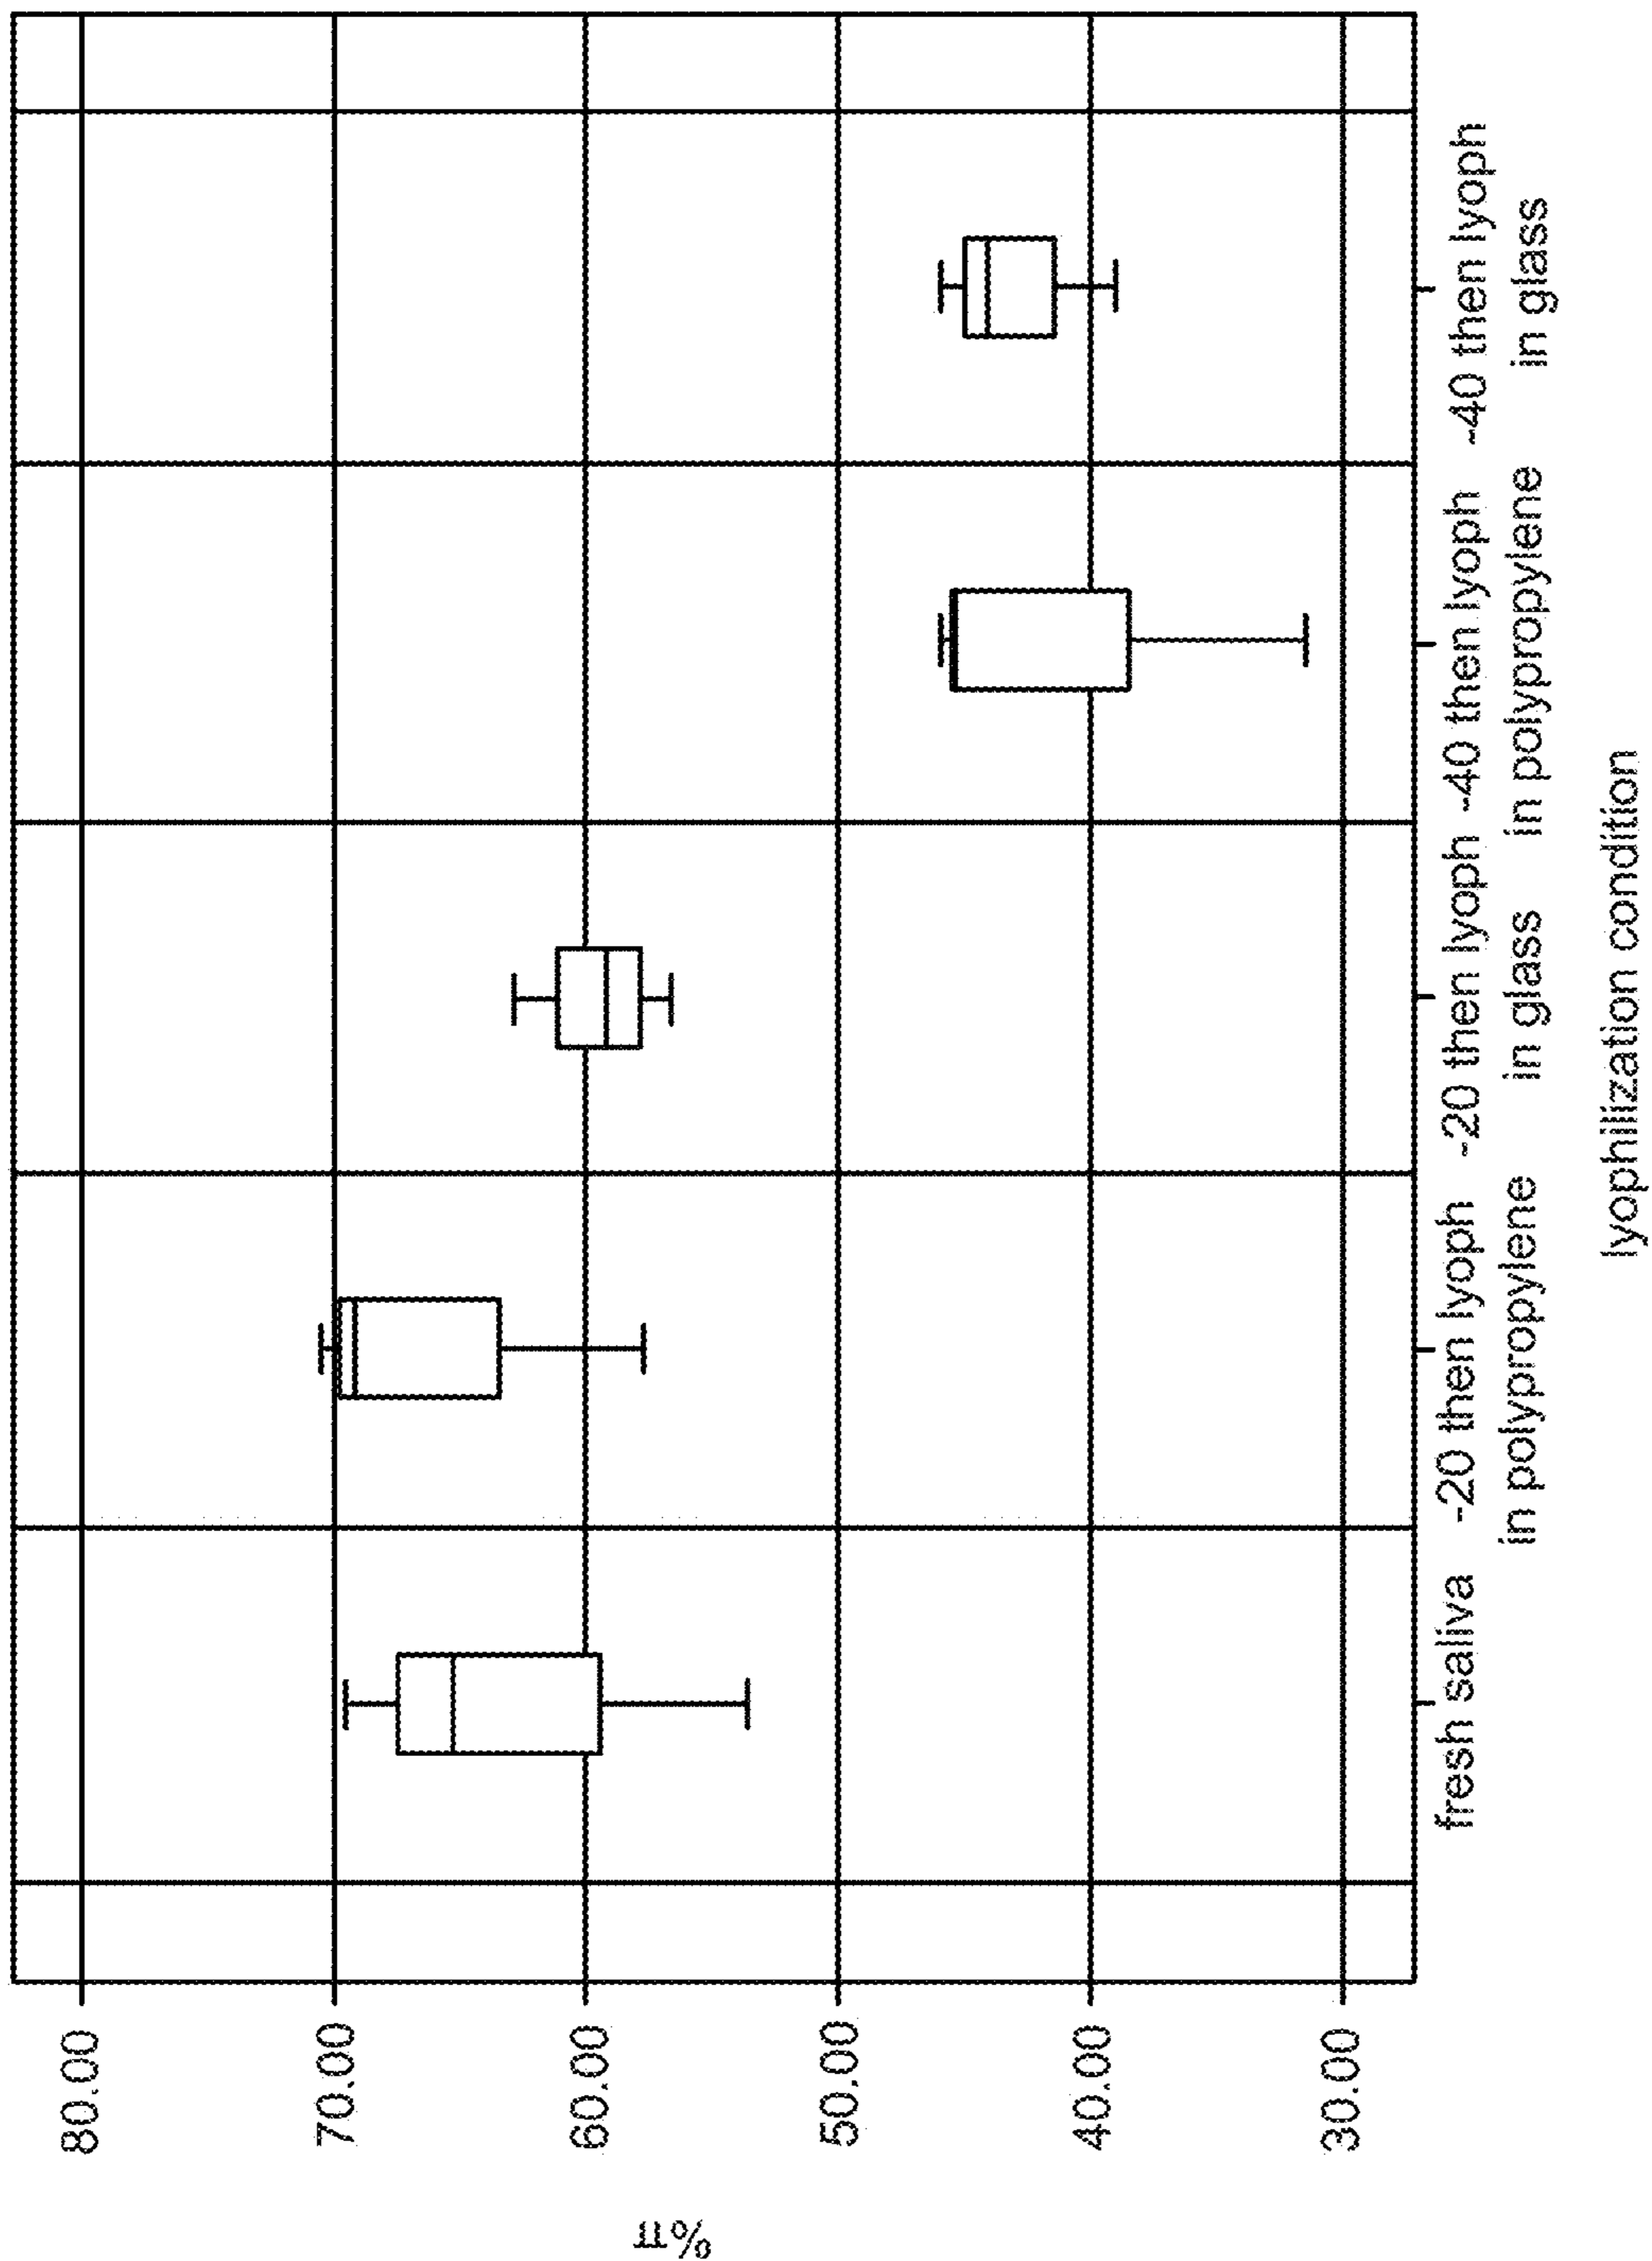 %π
80.00
70.00
60.00
50.00
40.00
30.00
fresh saliva
-20 then lyoph
in polypropylene
-20 then lyoph
in glass
-40 then lyoph
in polypropylene
-40 then lyoph
in glass
lyophilization condition